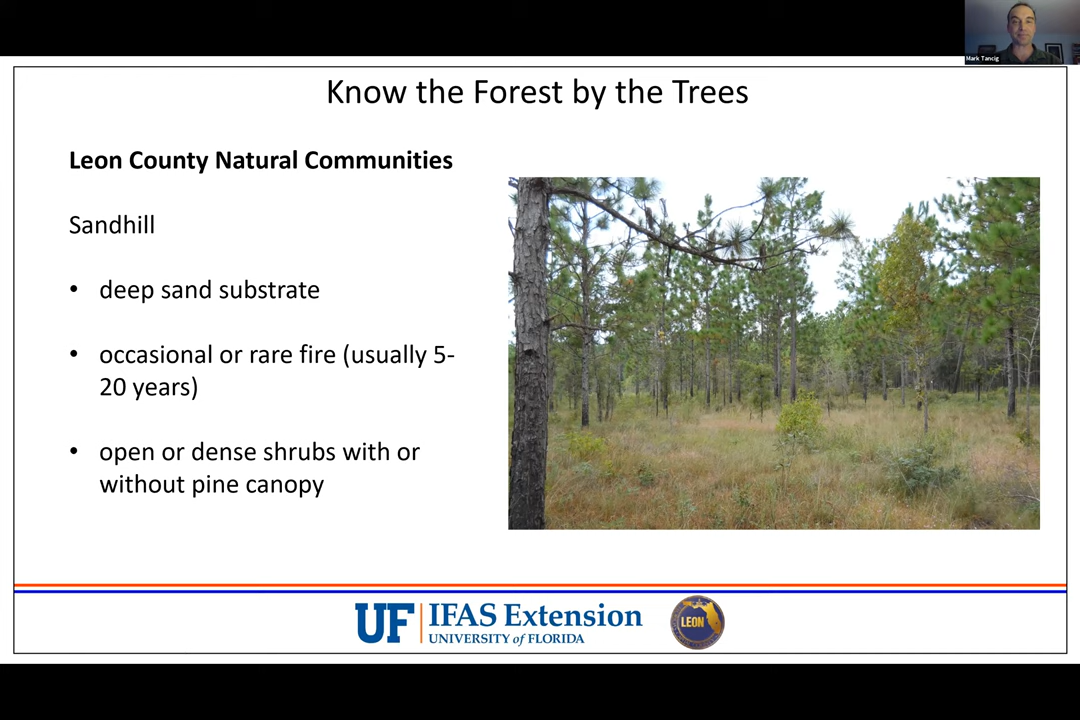 Mark Tancig
Know the Forest by the Trees
Leon County Natural Communities
Sandhill
• deep sand substrate
• occasional or rare fire (usually 5-
20 years)
• open or dense shrubs with or
without pine canopy
UF IFAS Extension
UNIVERSITY of FLORIDA
LEON